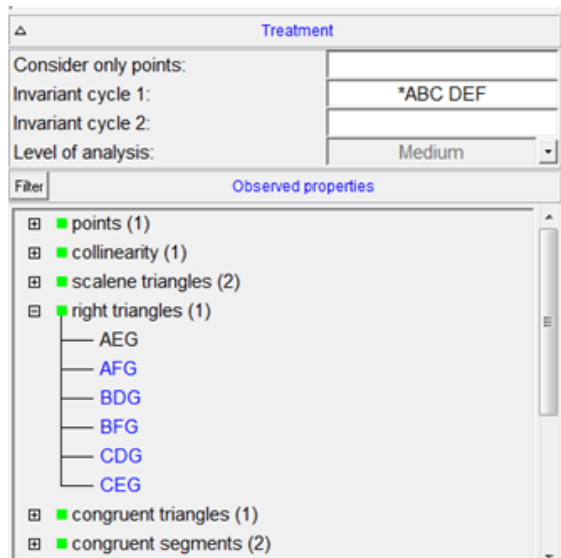 Treatment
Consider only points:
Invariant cycle 1: *ABC DEF
Invariant cycle 2:
Level of analysis: Medium
Filter Observed properties
points (1)
collinearity (1)
scalene triangles (2)
right triangles (1)
AEG
AFG
BDG
BFG
CDG
CEG
congruent triangles (1)
congruent segments (2)